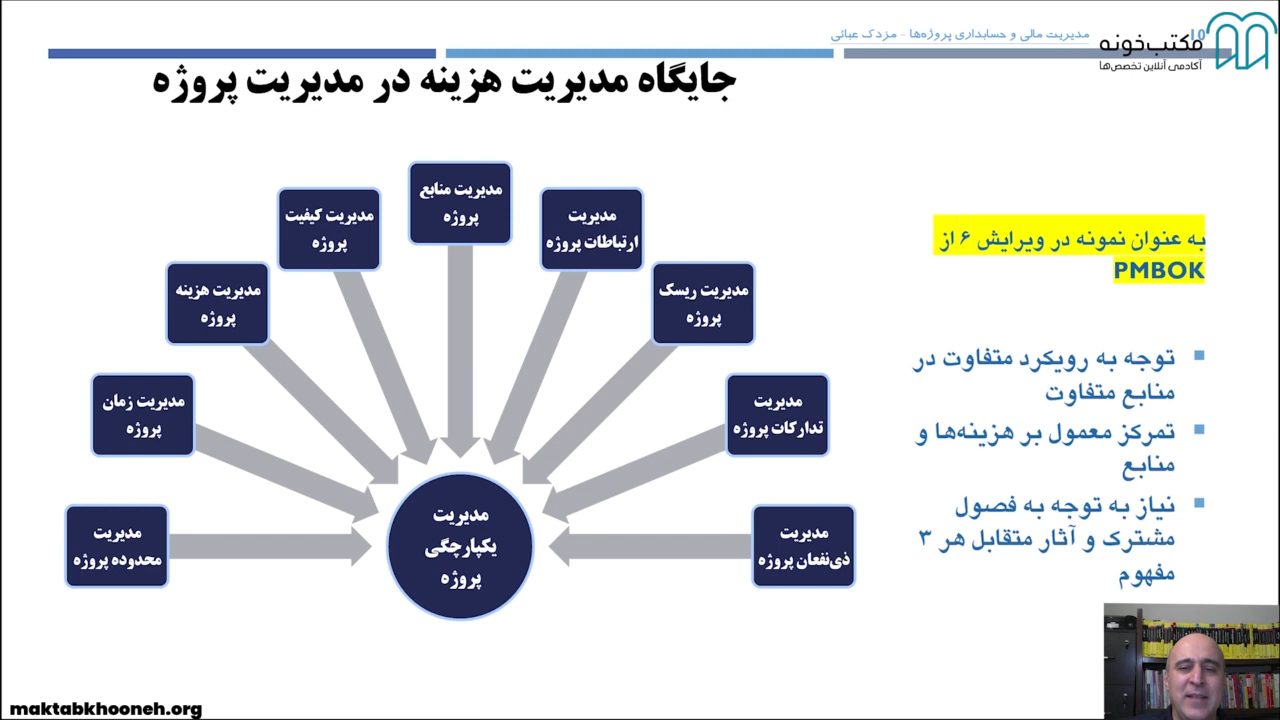 مدیریت مالی و حسابداری پروژه‌ها - مزدک عبائی
۱۵
مکتب‌خونه
آکادمی آنلاین تخصص‌ها
جایگاه مدیریت هزینه در مدیریت پروژه
به عنوان نمونه در ویرایش ۶ از
PMBOK
توجه به رویکرد متفاوت در
منابع متفاوت
تمرکز معمول بر هزینه‌ها و
منابع
نیاز به توجه به فصول
مشترک و آثار متقابل هر ۳
مفهوم
مدیریت
محدوده پروژه
مدیریت زمان
پروژه
مدیریت هزینه
پروژه
مدیریت کیفیت
پروژه
مدیریت منابع
پروژه
مدیریت
ارتباطات پروژه
مدیریت ریسک
پروژه
مدیریت
تدارکات پروژه
مدیریت
ذی‌نفعان پروژه
مدیریت
یکپارچگی
پروژه
maktabkhooneh.org